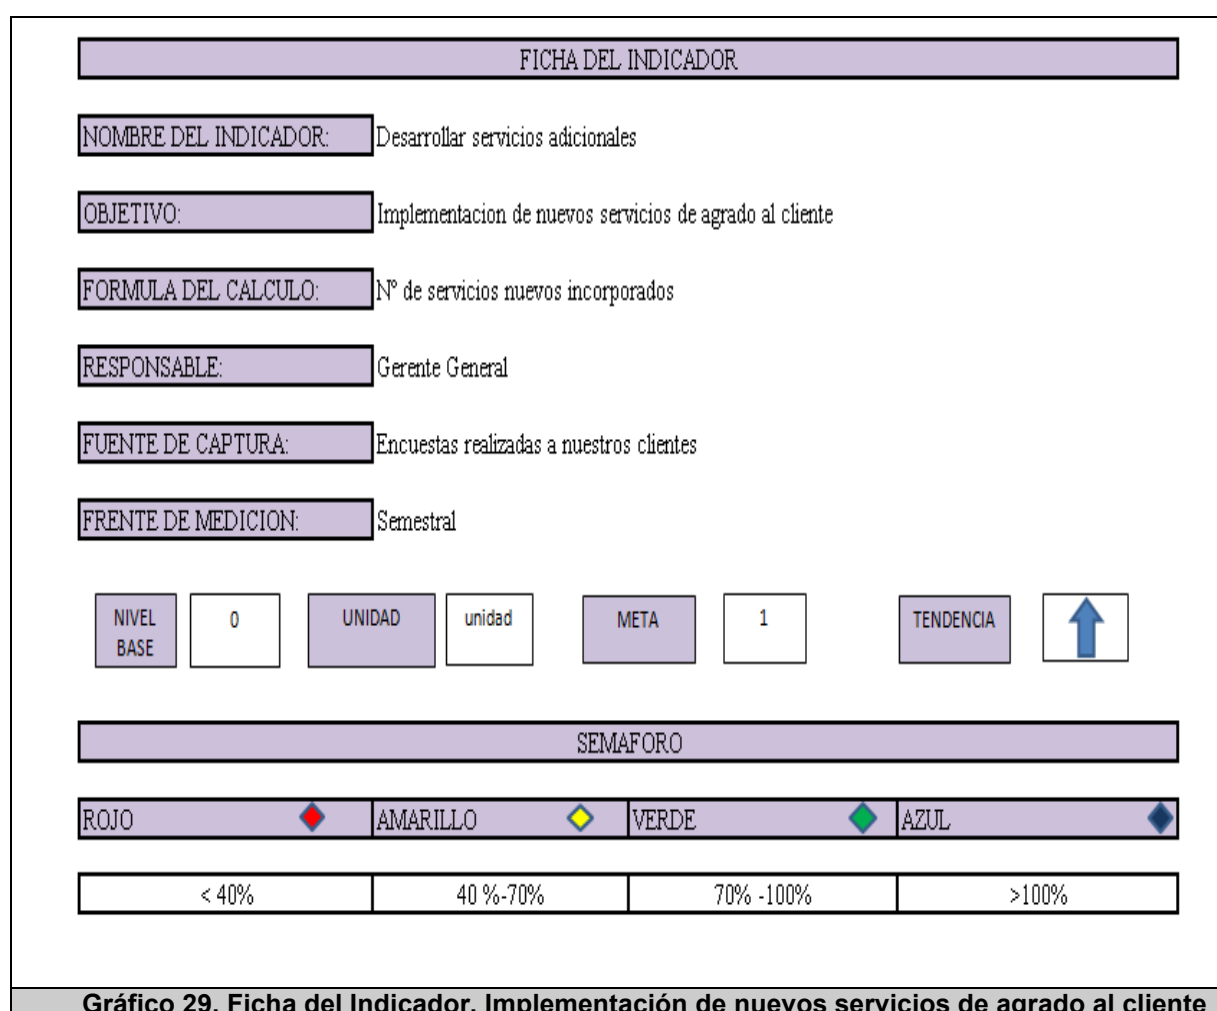 FICHA DEL INDICADOR
NOMBRE DEL INDICADOR: Desarrollar servicios adicionales
OBJETIVO: Implementacion de nuevos servicios de agrado al cliente
FORMULA DEL CALCULO: Nº de servicios nuevos incorporados
RESPONSABLE: Gerente General
FUENTE DE CAPTURA: Encuestas realizadas a nuestros clientes
FRENTE DE MEDICION: Semestral
NIVEL BASE 0 UNIDAD unidad META 1 TENDENCIA
SEMAFORO
ROJO AMARILLO VERDE AZUL
< 40% 40 %-70% 70% -100% >100%
Gráfico 29. Ficha del Indicador. Implementación de nuevos servicios de agrado al cliente